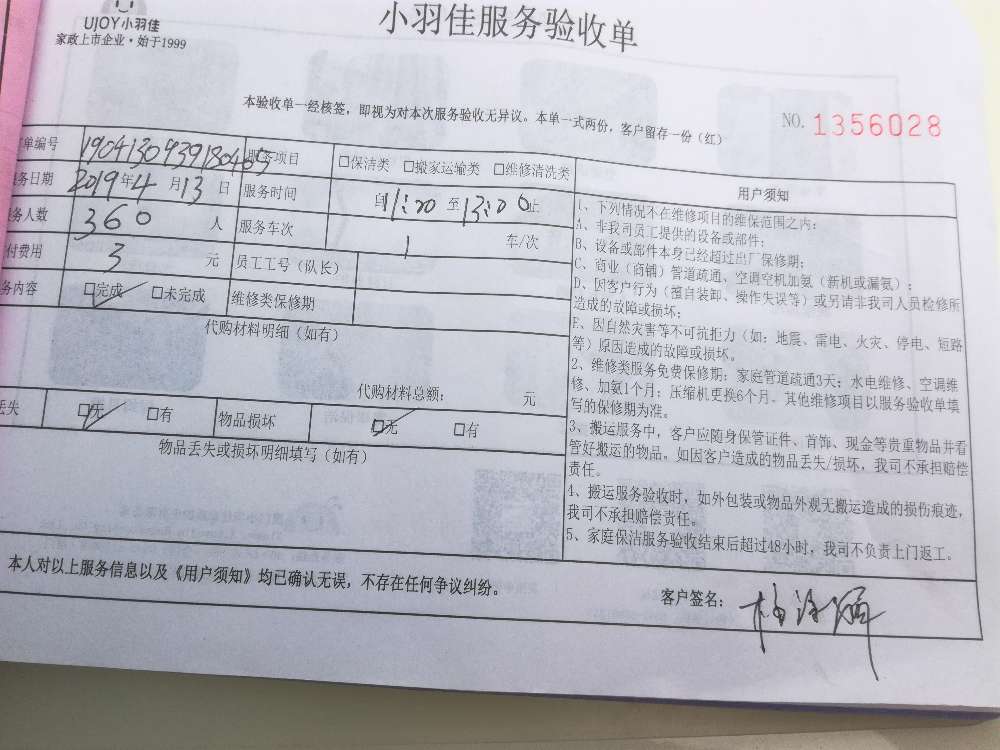 UJOY小羽佳
家政上市企业·始于1999
小羽佳服务验收单
本验收单一经核签，即视为对本次服务验收无异议。本单一式两份，客户留存一份（红）
NO. 1356028
单编号 服务项目 □保洁类 □搬家运输类 □维修清洗类
务日期 2019年4月13日 服务时间 11:00至13:00止
务人数 360 人 服务车次 1 车/次
付费用 3 元 员工工号（队长）
务内容 □完成 □未完成 维修类保修期
代购材料明细（如有）
代购材料总额： 元
丢失 □无 □有 物品损坏 □无 □有
物品丢失或损坏明细填写（如有）
用户须知
1、下列情况不在维修项目的维保范围之内：
A、非我司员工提供的设备或部件；
B、设备或部件本身已经超过出厂保修期；
C、商业（商铺）管道疏通、空调空机加氨（新机或漏氨）；
D、因客户行为（擅自装卸、操作失误等）或另请非我司人员检修所
造成的故障或损坏；
E、因自然灾害等不可抗拒力（如：地震、雷电、火灾、停电、短路
等）原因造成的故障或损坏。
2、维修类服务免费保修期：家庭管道疏通3天；水电维修、空调维
修、加氨1个月；压缩机更换6个月。其他维修项目以服务验收单填
写的保修期为准。
3、搬运服务中，客户应随身保管证件、首饰、现金等贵重物品并看
管好搬运的物品。如因客户造成的物品丢失/损坏，我司不承担赔偿
责任。
4、搬运服务验收时，如外包装或物品外观无搬运造成的损伤痕迹，
我司不承担赔偿责任。
5、家庭保洁服务验收结束后超过48小时，我司不负责上门返工。
本人对以上服务信息以及《用户须知》均已确认无误，不存在任何争议纠纷。
客户签名：